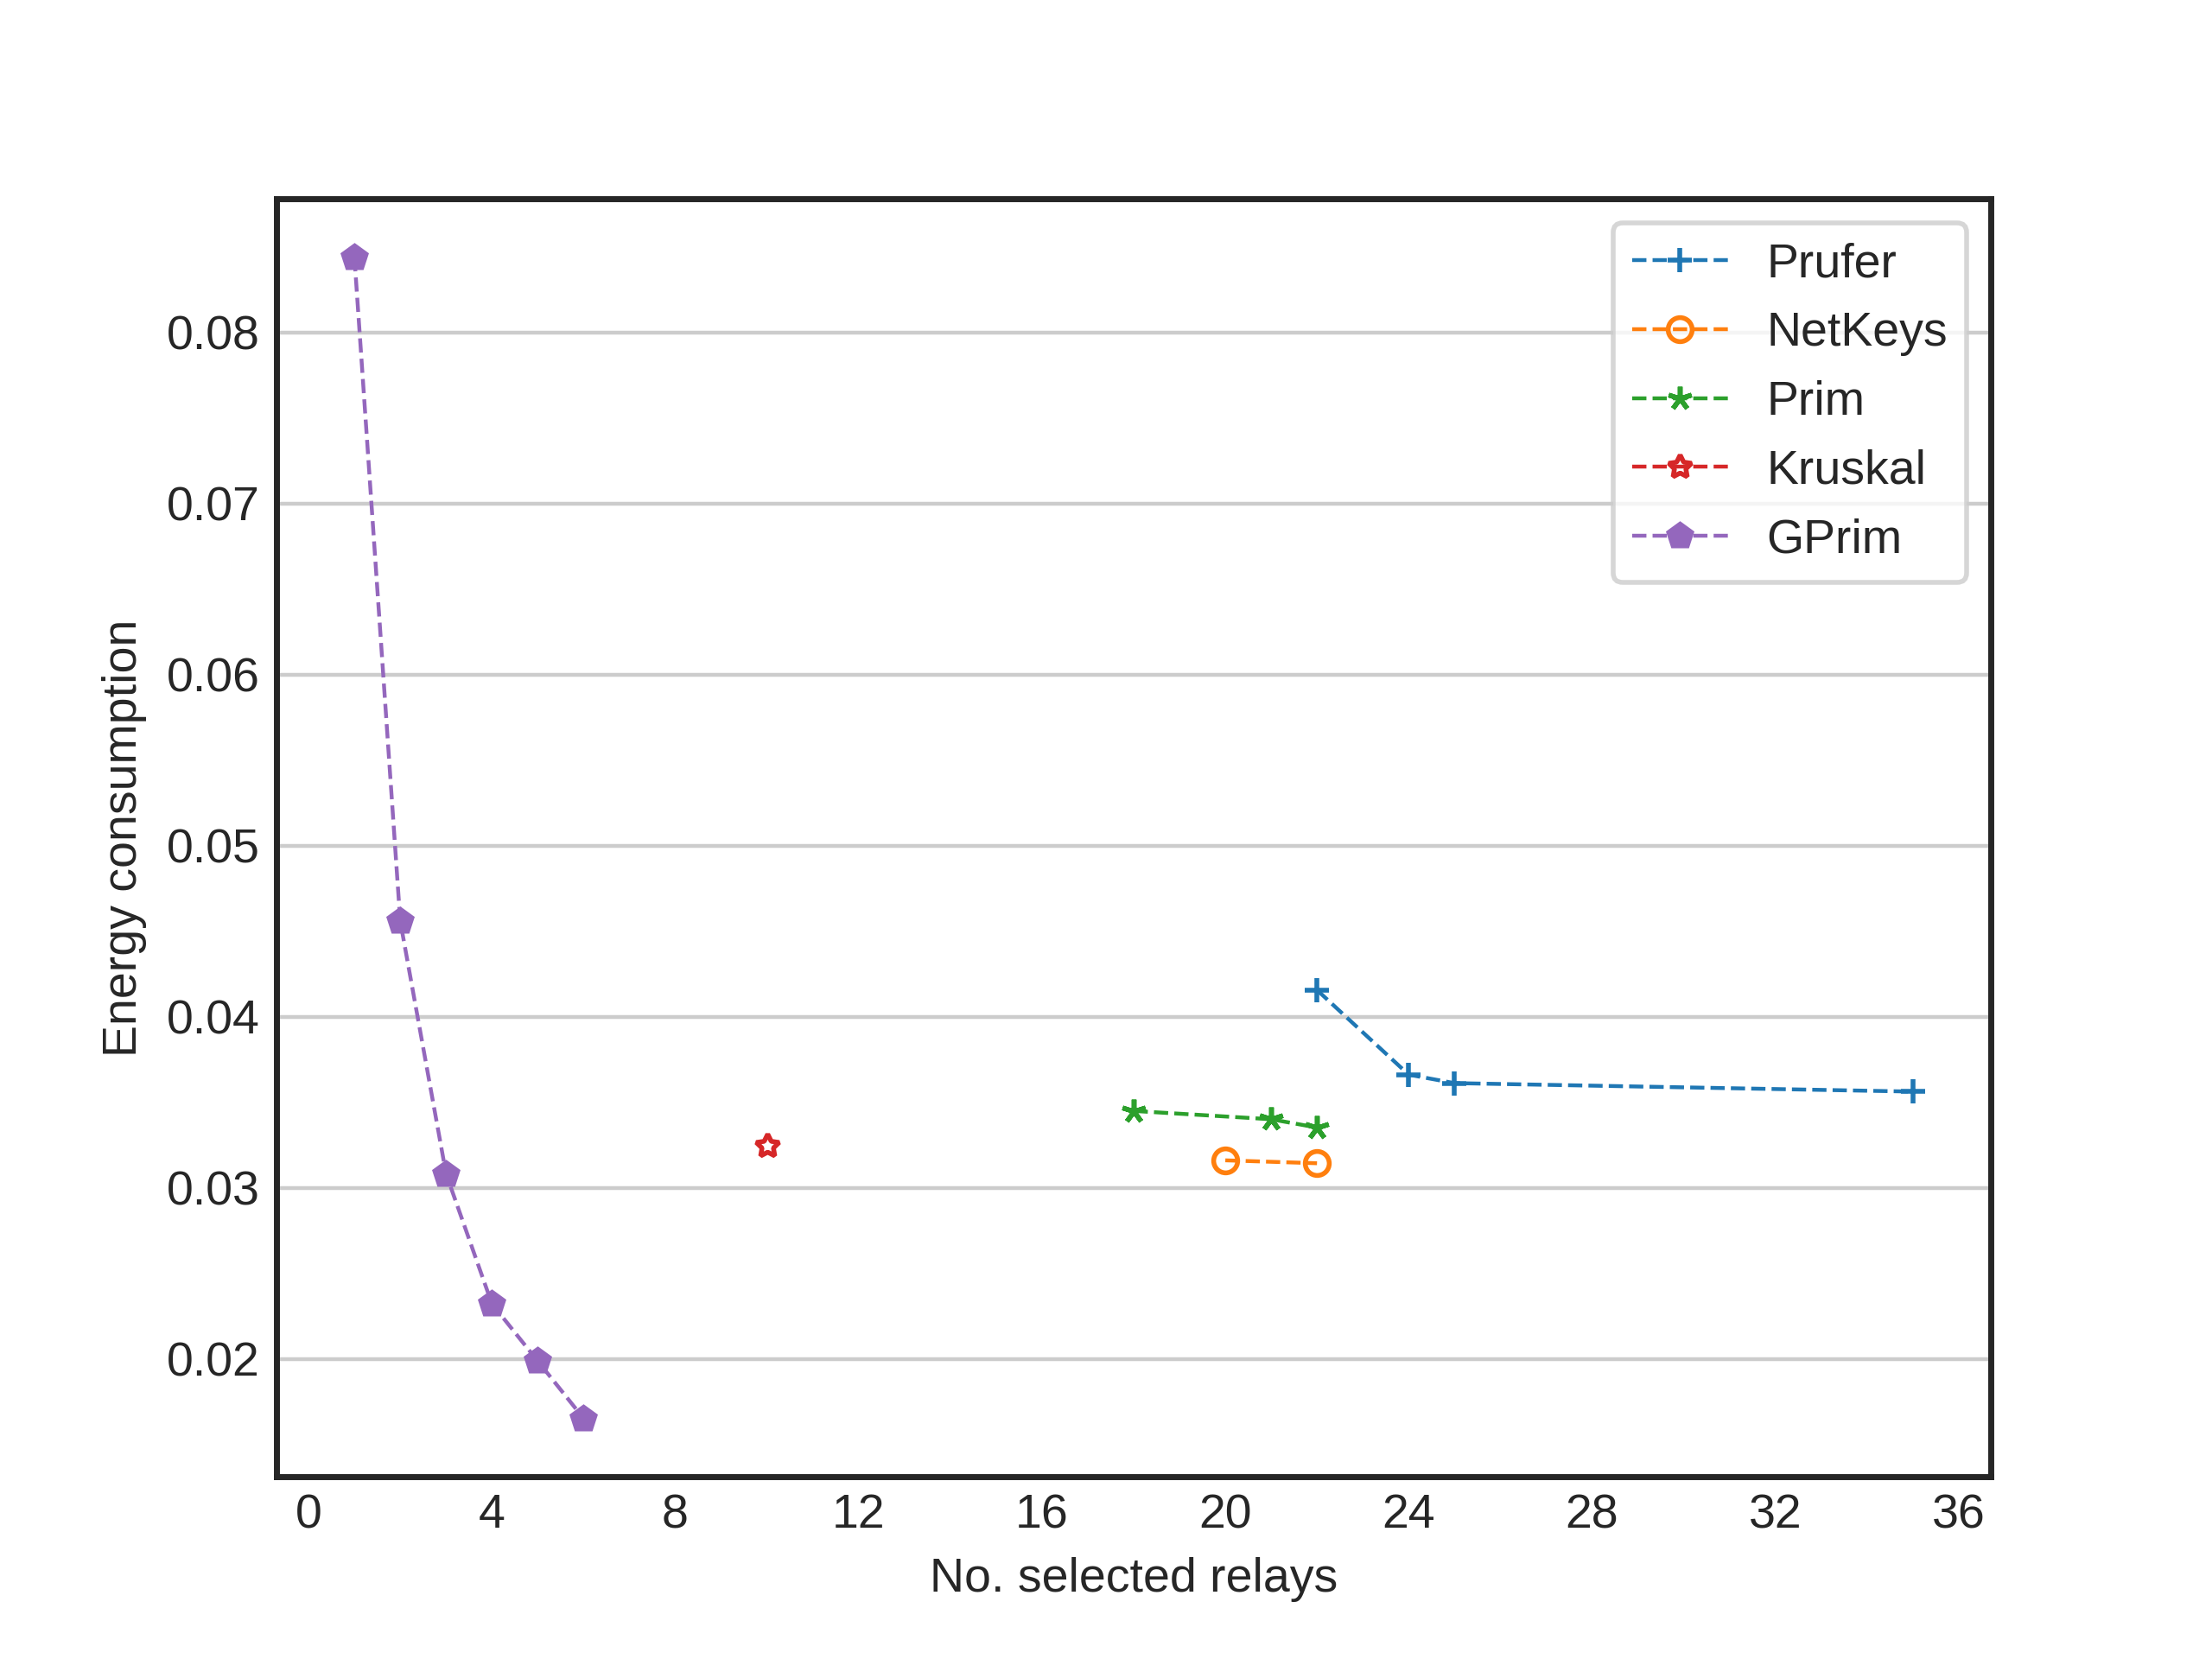 Prufer
NetKeys
Prim
Kruskal
GPrim
0.08
0.07
0.06
0.05
0.04
0.03
0.02
Energy consumption
0 4 8 12 16 20 24 28 32 36
No. selected relays